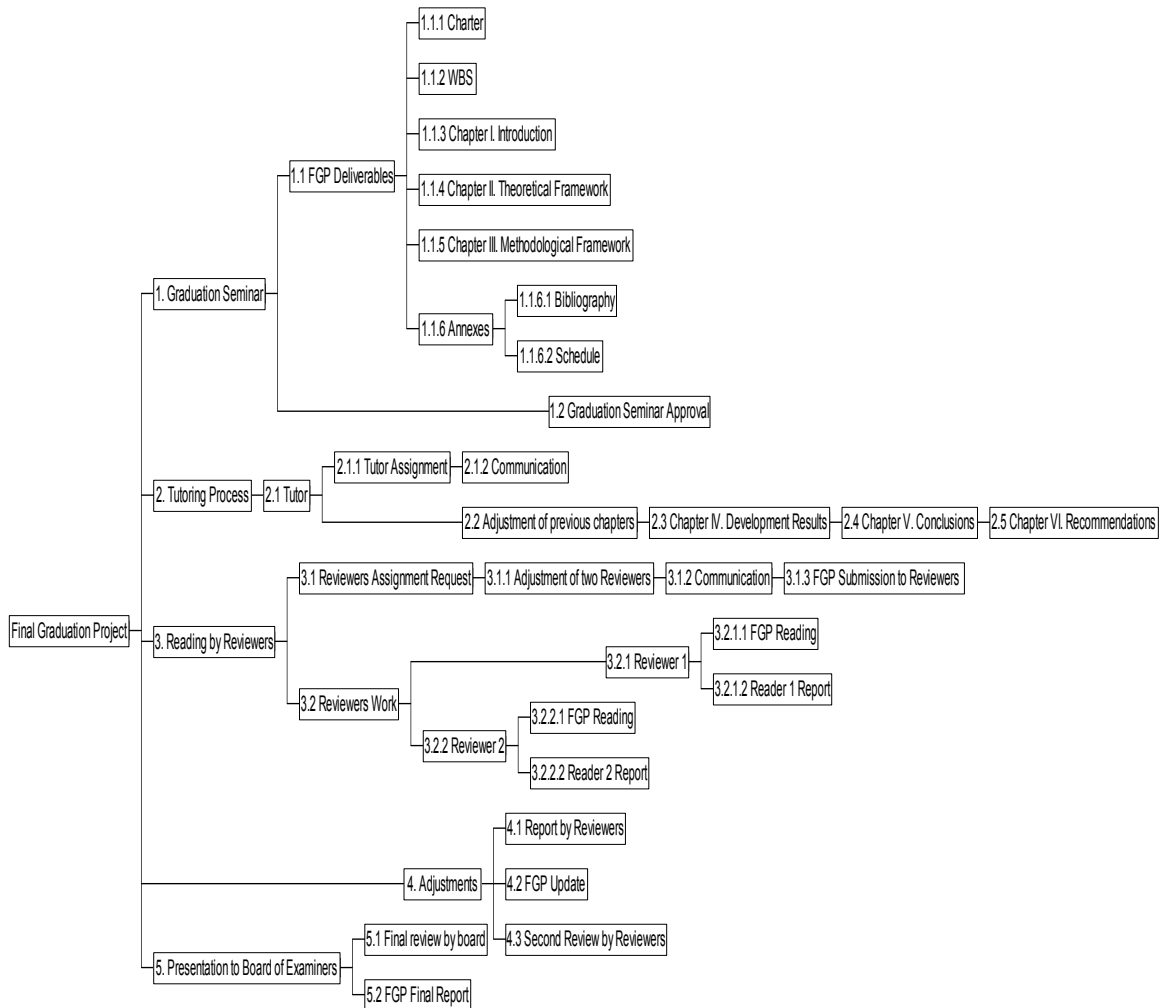 Final Graduation Project
1. Graduation Seminar
1.1 FGP Deliverables
1.1.1 Charter
1.1.2 WBS
1.1.3 Chapter I. Introduction
1.1.4 Chapter II. Theoretical Framework
1.1.5 Chapter III. Methodological Framework
1.1.6 Annexes
1.1.6.1 Bibliography
1.1.6.2 Schedule
1.2 Graduation Seminar Approval
2. Tutoring Process
2.1 Tutor
2.1.1 Tutor Assignment
2.1.2 Communication
2.2 Adjustment of previous chapters
2.3 Chapter IV. Development Results
2.4 Chapter V. Conclusions
2.5 Chapter VI. Recommendations
3. Reading by Reviewers
3.1 Reviewers Assignment Request
3.1.1 Adjustment of two Reviewers
3.1.2 Communication
3.1.3 FGP Submission to Reviewers
3.2 Reviewers Work
3.2.1 Reviewer 1
3.2.1.1 FGP Reading
3.2.1.2 Reader 1 Report
3.2.2 Reviewer 2
3.2.2.1 FGP Reading
3.2.2.2 Reader 2 Report
4. Adjustments
4.1 Report by Reviewers
4.2 FGP Update
4.3 Second Review by Reviewers
5. Presentation to Board of Examiners
5.1 Final review by board
5.2 FGP Final Report